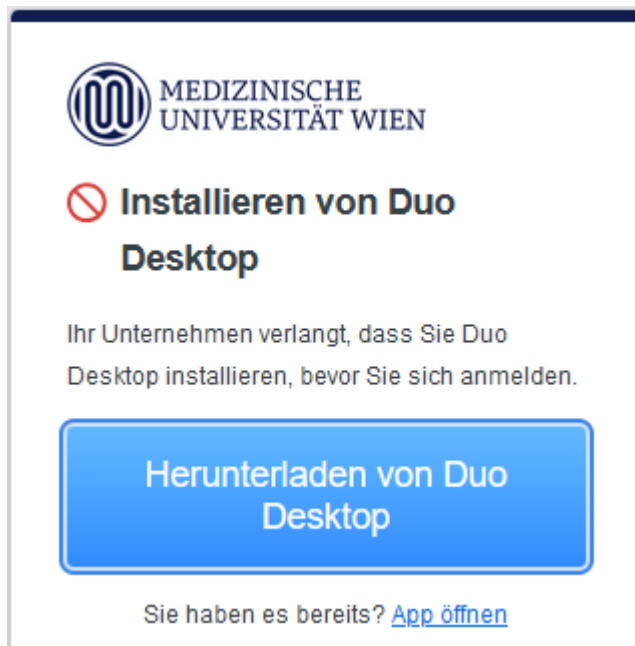 MEDIZINISCHE
UNIVERSITÄT WIEN
Installieren von Duo
Desktop
Ihr Unternehmen verlangt, dass Sie Duo
Desktop installieren, bevor Sie sich anmelden.
Herunterladen von Duo
Desktop
Sie haben es bereits? App öffnen